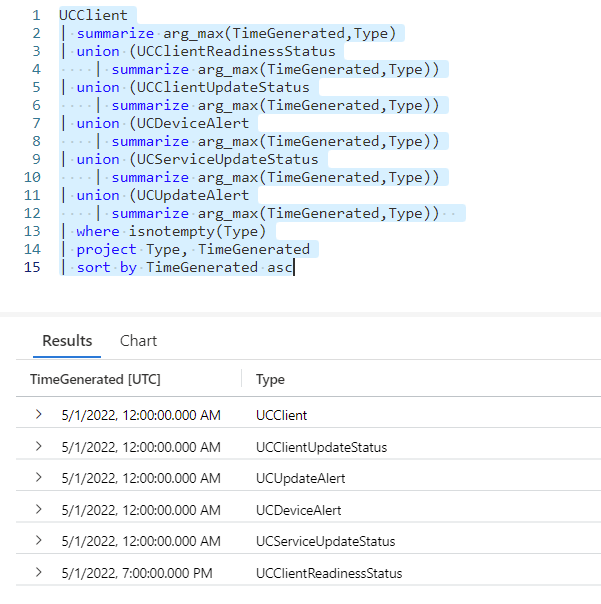 1 UCClient
2 | summarize arg_max(TimeGenerated,Type)
3 | union (UCClientReadinessStatus
4     | summarize arg_max(TimeGenerated,Type))
5 | union (UCClientUpdateStatus
6     | summarize arg_max(TimeGenerated,Type))
7 | union (UCDeviceAlert
8     | summarize arg_max(TimeGenerated,Type))
9 | union (UCServiceUpdateStatus
10     | summarize arg_max(TimeGenerated,Type))
11 | union (UCUpdateAlert
12     | summarize arg_max(TimeGenerated,Type))
13 | where isnotempty(Type)
14 | project Type, TimeGenerated
15 | sort by TimeGenerated asc
Results Chart
TimeGenerated [UTC] Type
5/1/2022, 12:00:00.000 AM UCClient
5/1/2022, 12:00:00.000 AM UCClientUpdateStatus
5/1/2022, 12:00:00.000 AM UCUpdateAlert
5/1/2022, 12:00:00.000 AM UCDeviceAlert
5/1/2022, 12:00:00.000 AM UCServiceUpdateStatus
5/1/2022, 7:00:00.000 PM UCClientReadinessStatus